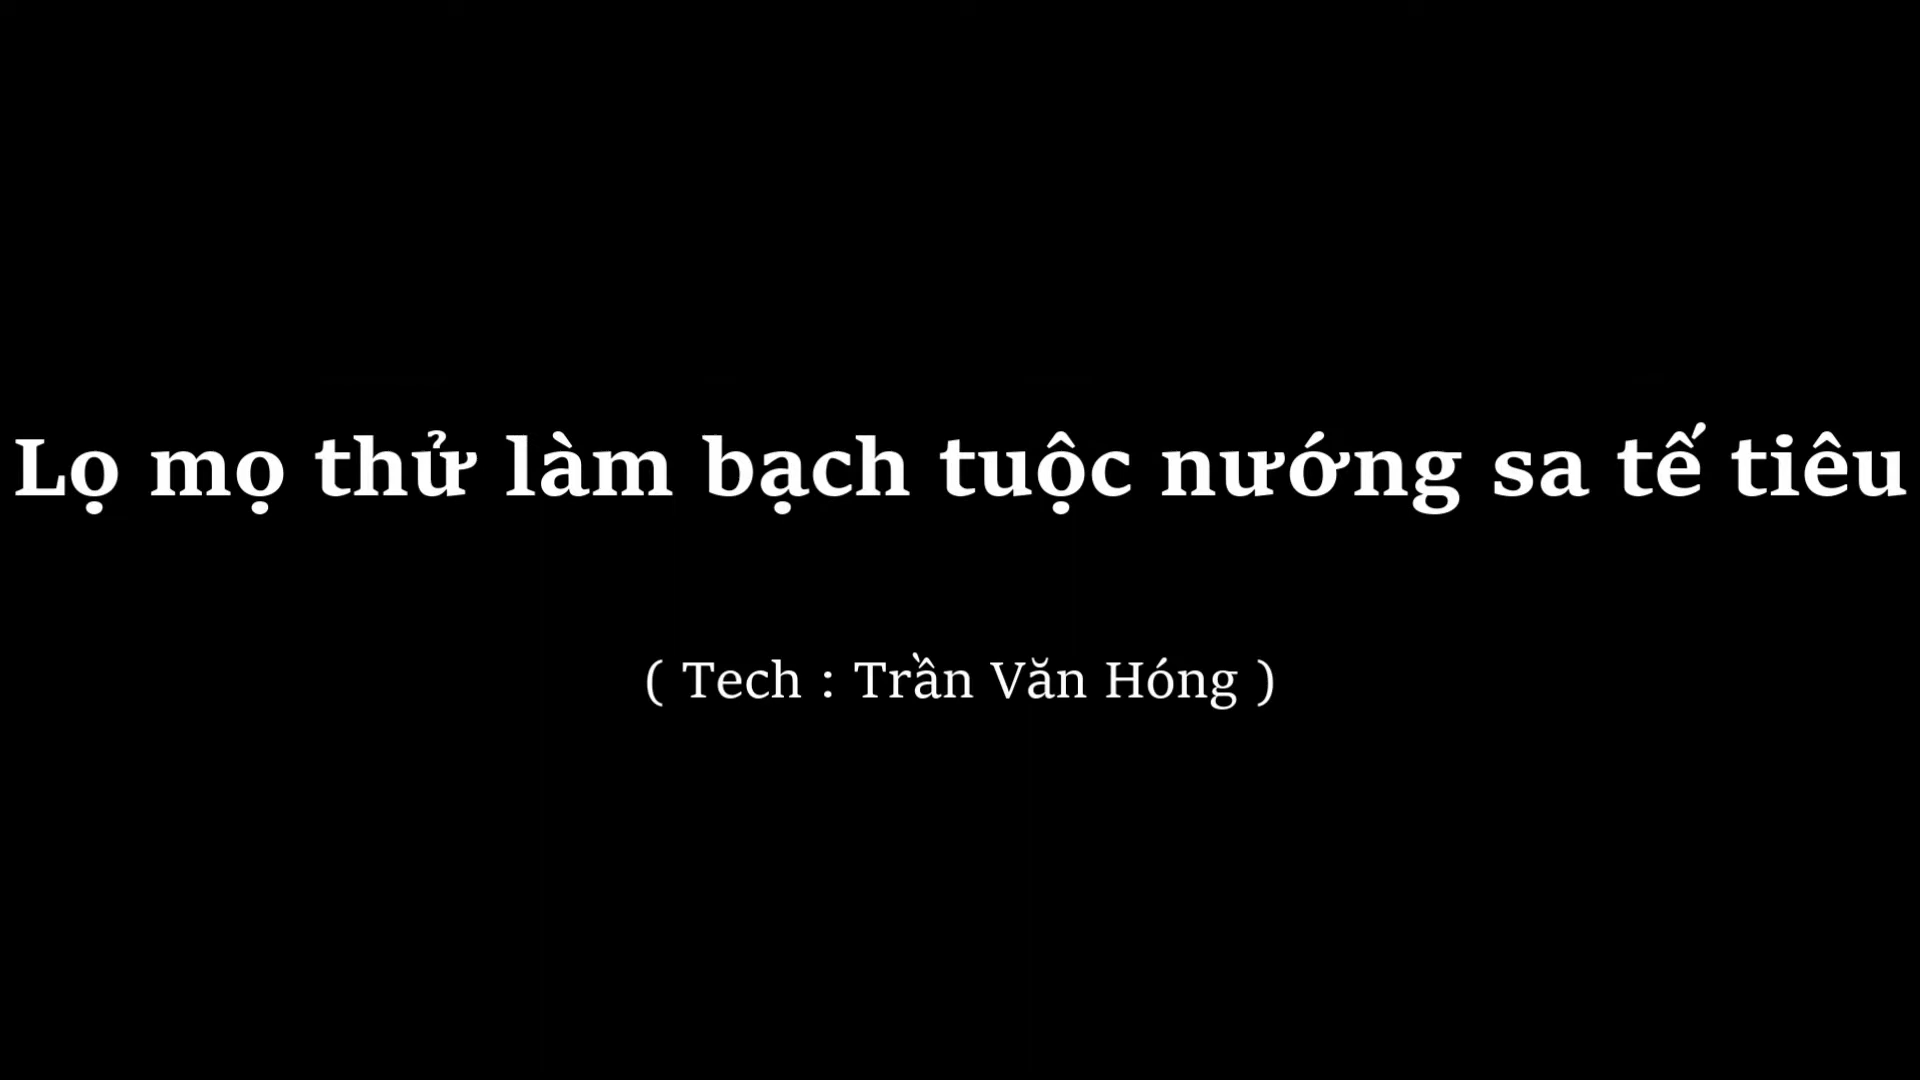 Lọ mọ thử làm bạch tuộc nướng sa tế tiêu
( Tech : Trần Văn Hóng )